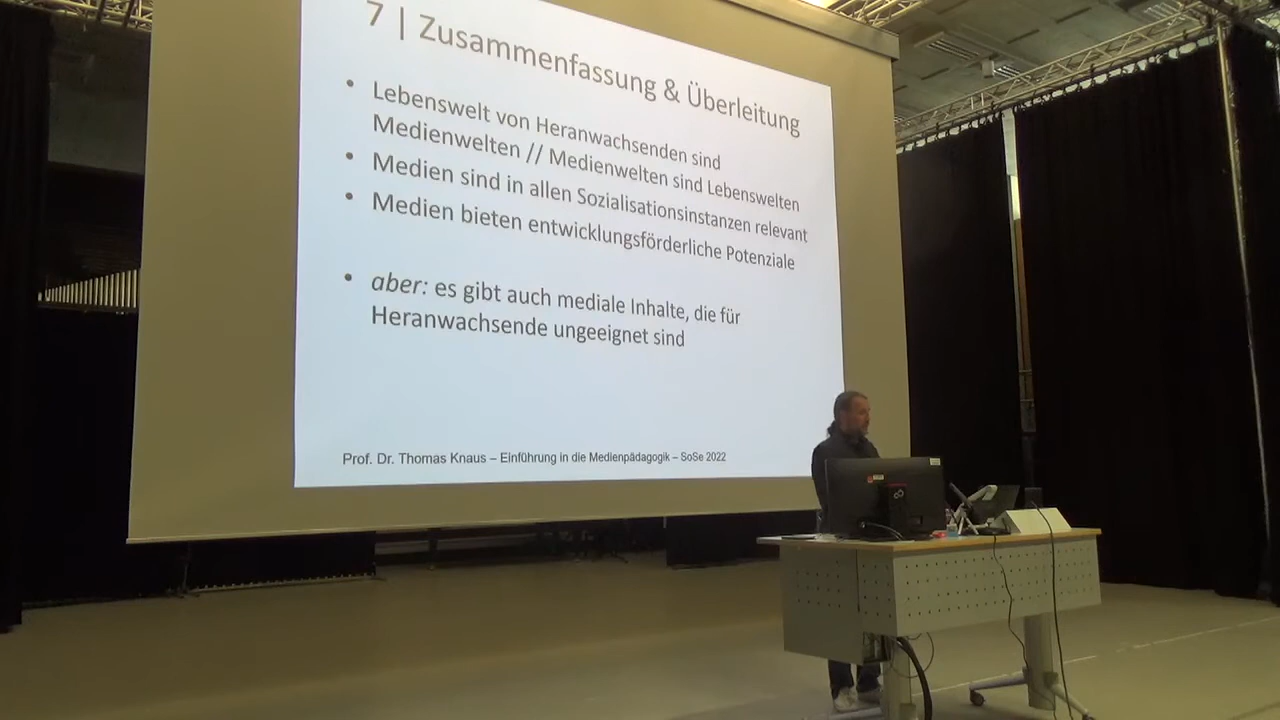 7 | Zusammenfassung & Überleitung
• Lebenswelt von Heranwachsenden sind
Medienwelten // Medienwelten sind Lebenswelten
• Medien sind in allen Sozialisationsinstanzen relevant
• Medien bieten entwicklungsförderliche Potenziale
• aber: es gibt auch mediale Inhalte, die für
Heranwachsende ungeeignet sind
Prof. Dr. Thomas Knaus – Einführung in die Medienpädagogik – SoSe 2022